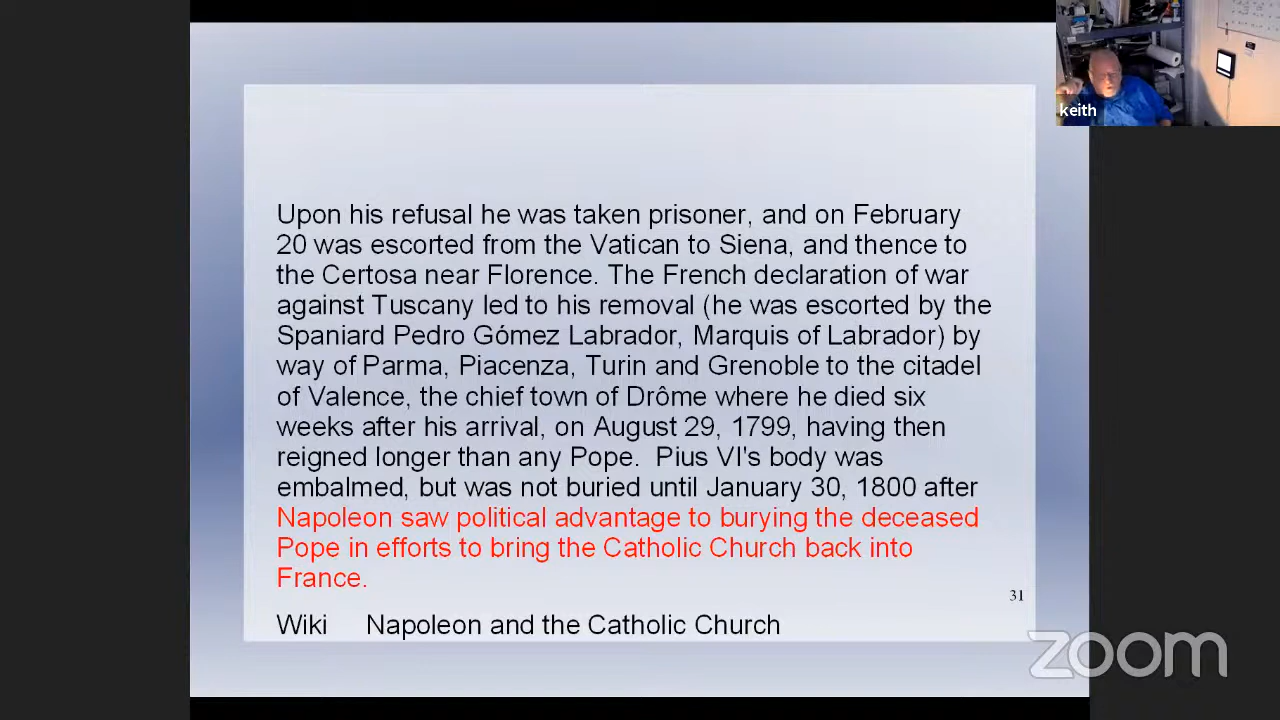 keith
Upon his refusal he was taken prisoner, and on February
20 was escorted from the Vatican to Siena, and thence to
the Certosa near Florence. The French declaration of war
against Tuscany led to his removal (he was escorted by the
Spaniard Pedro Gómez Labrador, Marquis of Labrador) by
way of Parma, Piacenza, Turin and Grenoble to the citadel
of Valence, the chief town of Drôme where he died six
weeks after his arrival, on August 29, 1799, having then
reigned longer than any Pope.  Pius VI's body was
embalmed, but was not buried until January 30, 1800 after
Napoleon saw political advantage to burying the deceased
Pope in efforts to bring the Catholic Church back into
France.
31
Wiki     Napoleon and the Catholic Church
zoom